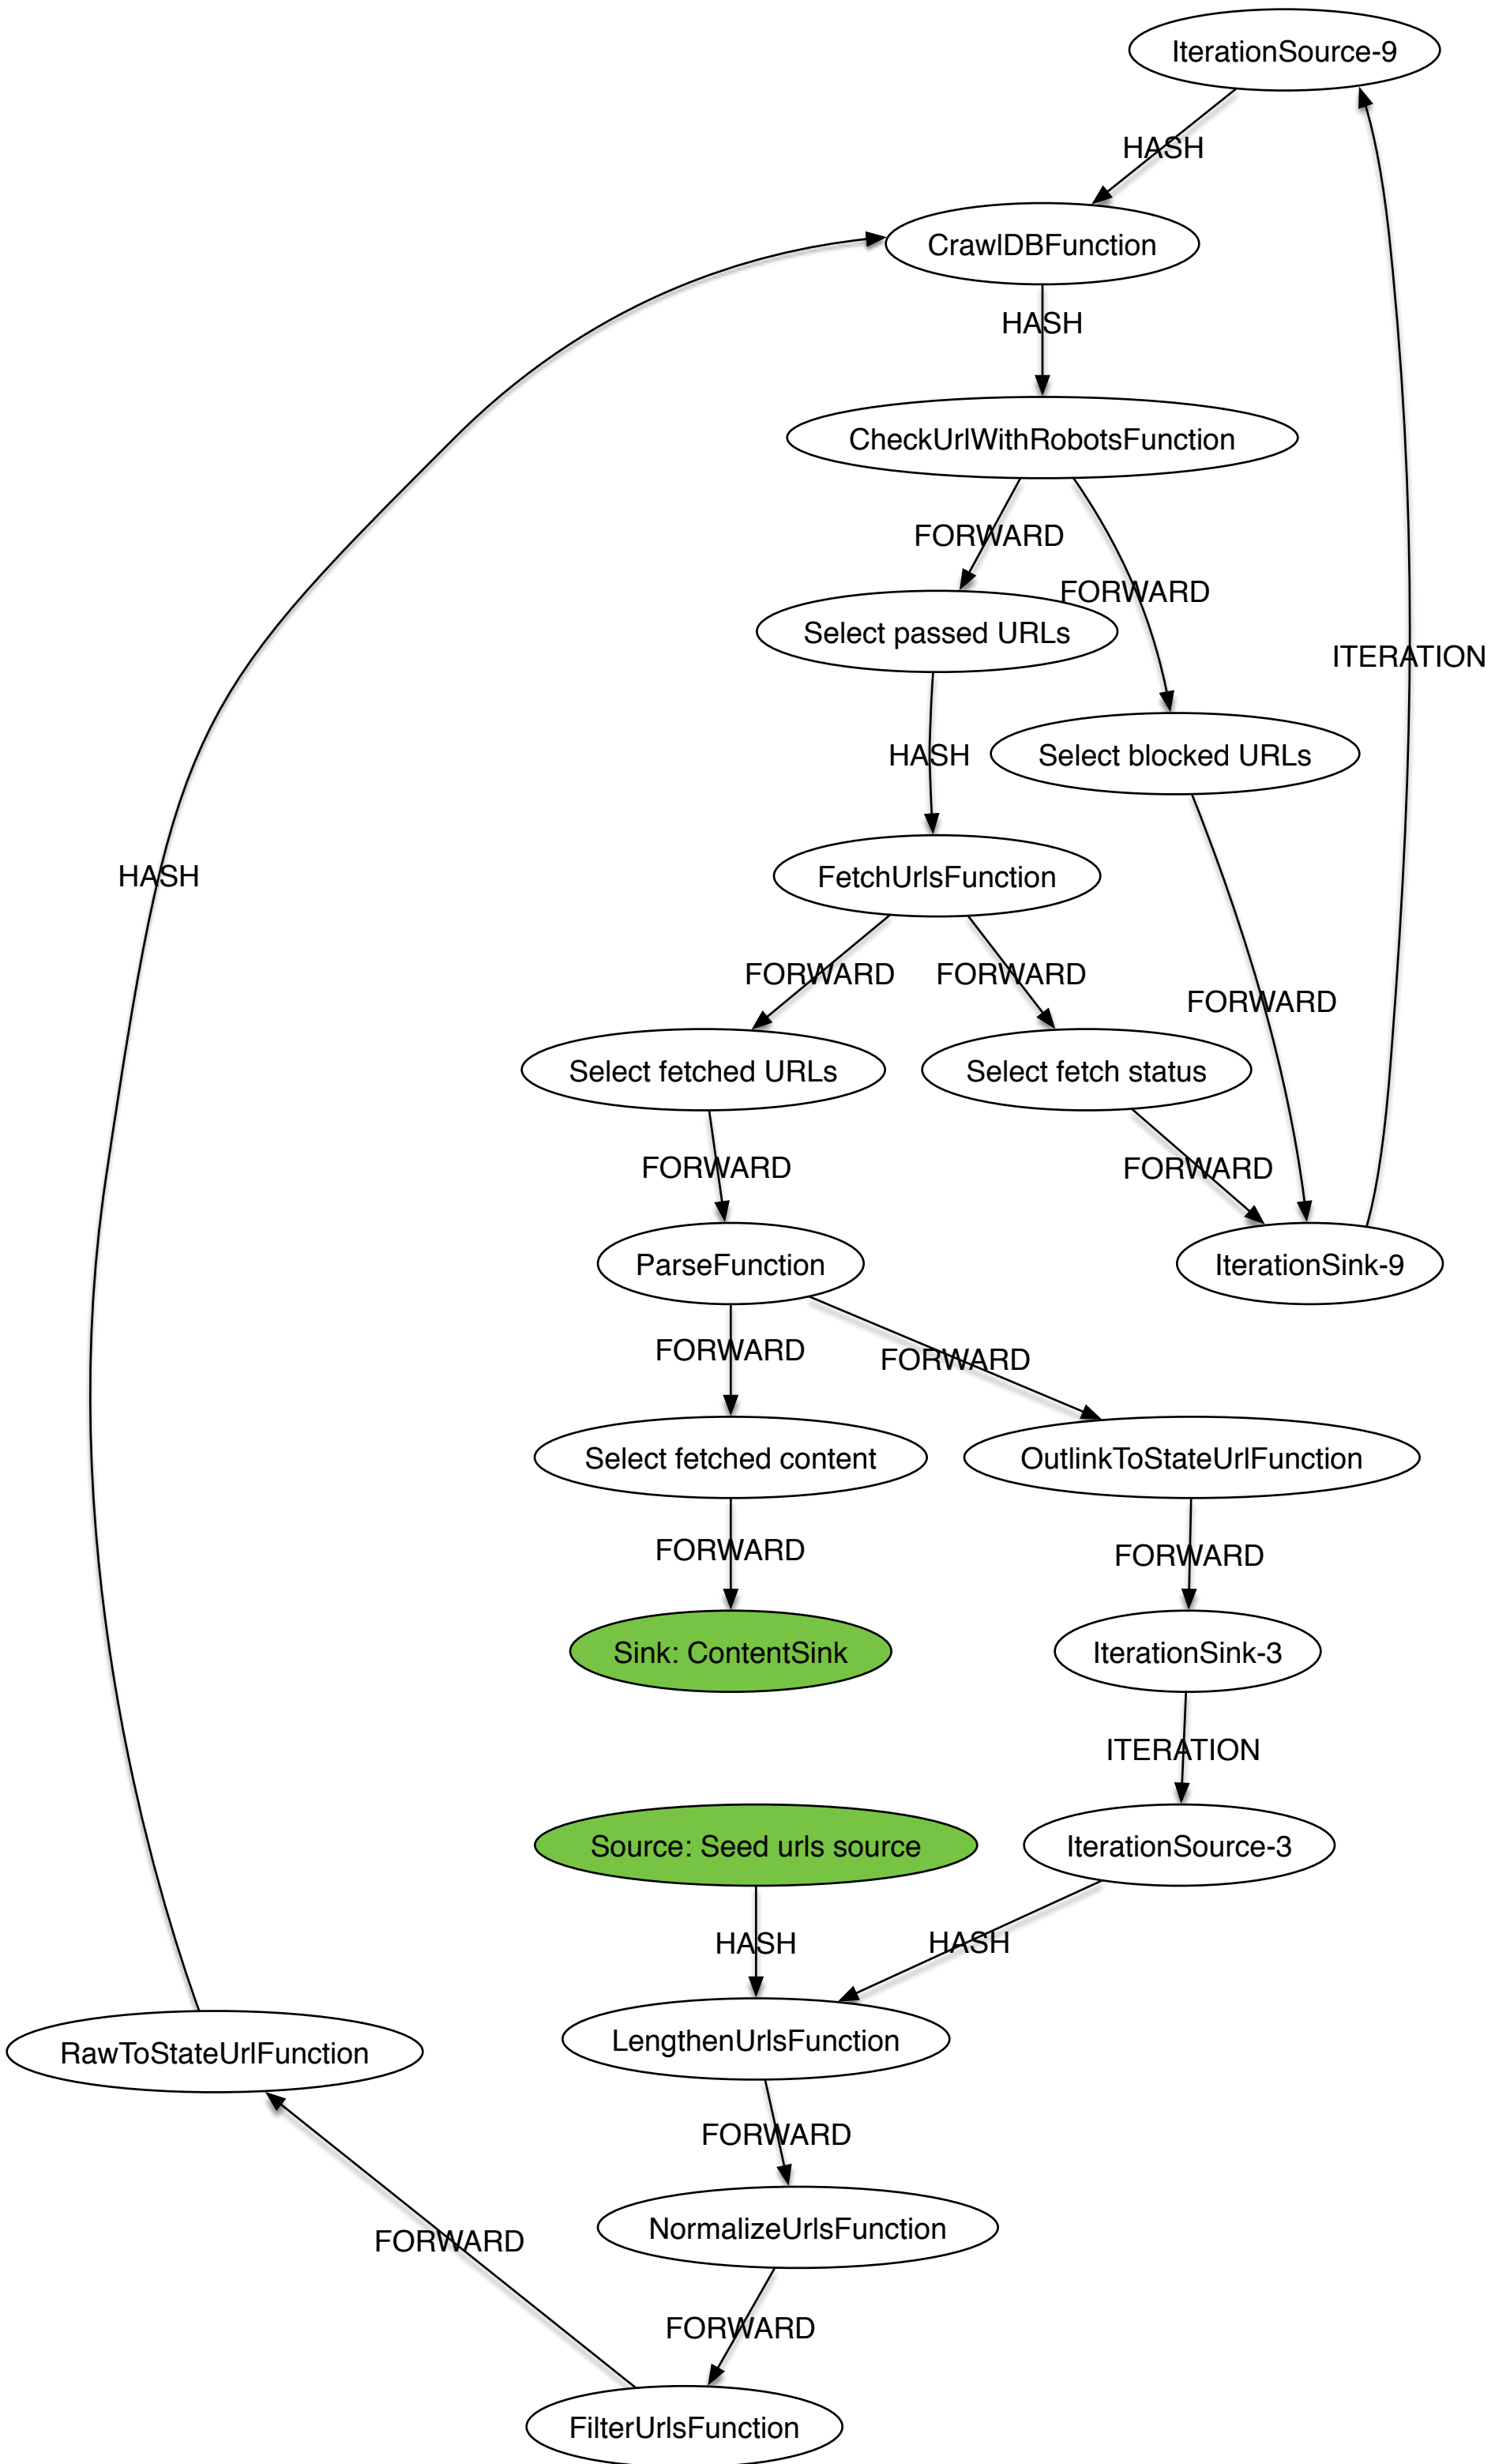 IterationSource-9
HASH
CrawlDBFunction
HASH
CheckUrlWithRobotsFunction
FORWARD
FORWARD
Select passed URLs
ITERATION
HASH
Select blocked URLs
FetchUrlsFunction
HASH
FORWARD
FORWARD
FORWARD
Select fetched URLs
Select fetch status
FORWARD
FORWARD
ParseFunction
IterationSink-9
FORWARD
FORWARD
Select fetched content
OutlinkToStateUrlFunction
FORWARD
FORWARD
Sink: ContentSink
IterationSink-3
ITERATION
Source: Seed urls source
IterationSource-3
HASH
HASH
LengthenUrlsFunction
RawToStateUrlFunction
FORWARD
NormalizeUrlsFunction
FORWARD
FORWARD
FilterUrlsFunction